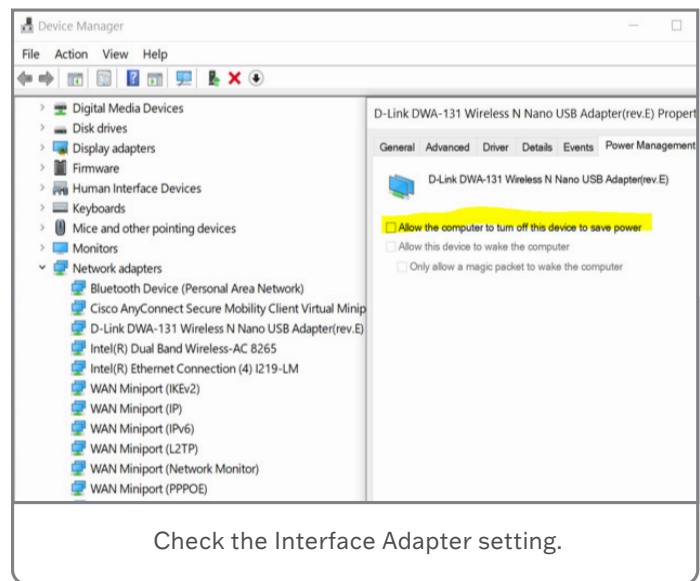 Device Manager
File Action View Help
Digital Media Devices
Disk drives
Display adapters
Firmware
Human Interface Devices
Keyboards
Mice and other pointing devices
Monitors
Network adapters
Bluetooth Device (Personal Area Network)
Cisco AnyConnect Secure Mobility Client Virtual Minip
D-Link DWA-131 Wireless N Nano USB Adapter(rev.E)
Intel(R) Dual Band Wireless-AC 8265
Intel(R) Ethernet Connection (4) I219-LM
WAN Miniport (IKEv2)
WAN Miniport (IP)
WAN Miniport (IPv6)
WAN Miniport (L2TP)
WAN Miniport (Network Monitor)
WAN Miniport (PPPOE)
D-Link DWA-131 Wireless N Nano USB Adapter(rev.E) Propert
General Advanced Driver Details Events Power Management
D-Link DWA-131 Wireless N Nano USB Adapter(rev.E)
Allow the computer to turn off this device to save power
Allow this device to wake the computer
Only allow a magic packet to wake the computer
Check the Interface Adapter setting.